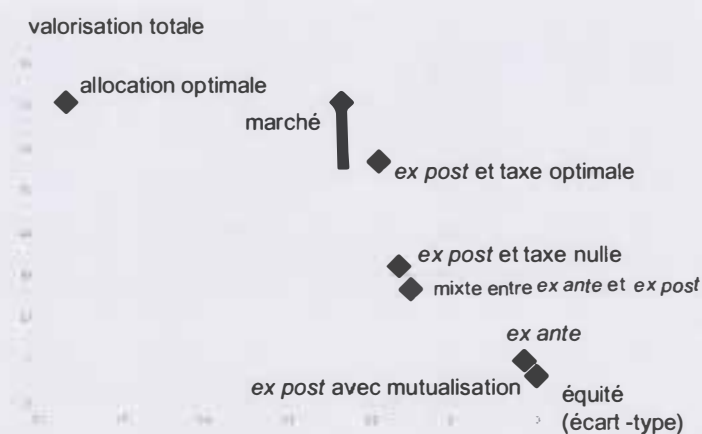 valorisation totale
allocation optimale
marché
ex post et taxe optimale
ex post et taxe nulle
mixte entre ex ante et ex post
ex ante
ex post avec mutualisation
équité
(écart -type)